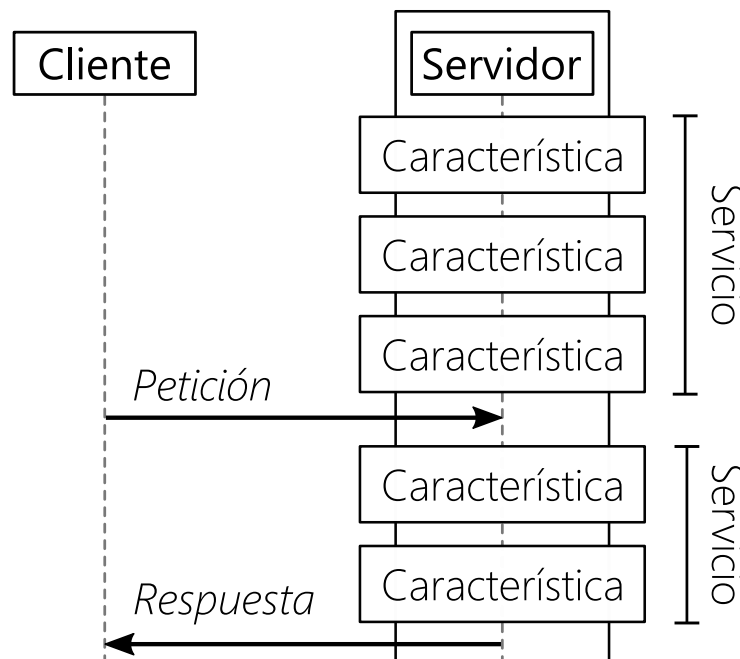 Cliente
Servidor
Característica
Característica
Servicio
Característica
Petición
Característica
Servicio
Característica
Respuesta